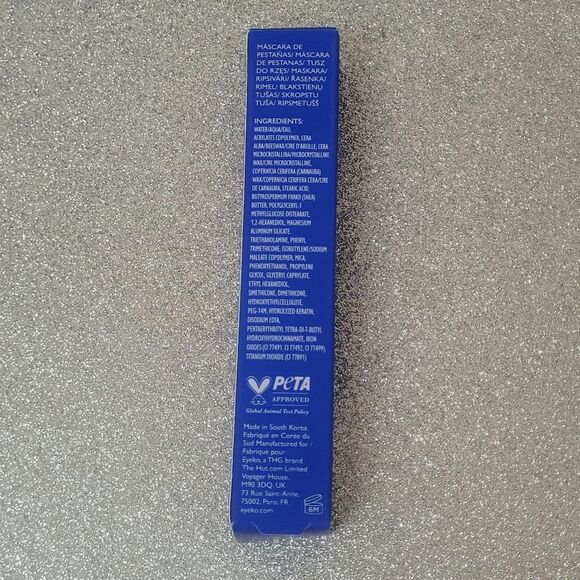 MÁSCARA DE
PESTAÑAS/ MÁSCARA
DE PESTANAS/ TUSZ
DO RZĘS/ MASKARA/
RIPSIVÄRI/ ŘASENKA/
RIMEL/ BLAKSTIENŲ
TUŠAS/ SKROPSTU
TUŠA/ RIPSMETUŠŠ
INGREDIENTS:
WATER/AQUA/EAU,
ACRYLATES COPOLYMER, CERA
ALBA/BEESWAX/CIRE D'ABEILLE, CERA
MICROCRISTALLINA/MICROCRYSTALLINE
WAX/CIRE MICROCRISTALLINE,
COPERNICIA CERIFERA (CARNAUBA)
WAX/COPERNICIA CERIFERA CERA/CIRE
DE CARNAUBA, STEARIC ACID,
BUTYROSPERMUM PARKII (SHEA)
BUTTER, POLYGLYCERYL-3
METHYLGLUCOSE DISTEARATE,
1,2-HEXANEDIOL, MAGNESIUM
ALUMINUM SILICATE,
TRIETHANOLAMINE, PHENYL
TRIMETHICONE, ISOBUTYLENE/SODIUM
MALEATE COPOLYMER, MICA,
PHENOXYETHANOL, PROPYLENE
GLYCOL, GLYCERYL CAPRYLATE,
ETHYL HEXANEDIOL,
SIMETHICONE, DIMETHICONE,
HYDROXYETHYLCELLULOSE,
PEG-14M, HYDROLYZED KERATIN,
DISODIUM EDTA,
PENTAERYTHRITYL TETRA-DI-T-BUTYL
HYDROXYHYDROCINNAMATE, IRON
OXIDES (CI 77491, CI 77492, CI 77499),
TITANIUM DIOXIDE (CI 77891)
PETA
APPROVED
Global Animal Test Policy
Made in South Korea
Fabriqué en Corée du
Sud Manufactured for /
Fabriqué pour
Eyeko, a THG brand
The Hut.com Limited
Voyager House,
M90 3DQ, UK
73 Rue Saint-Anne,
75002, Paris, FR
eyeko.com
6M